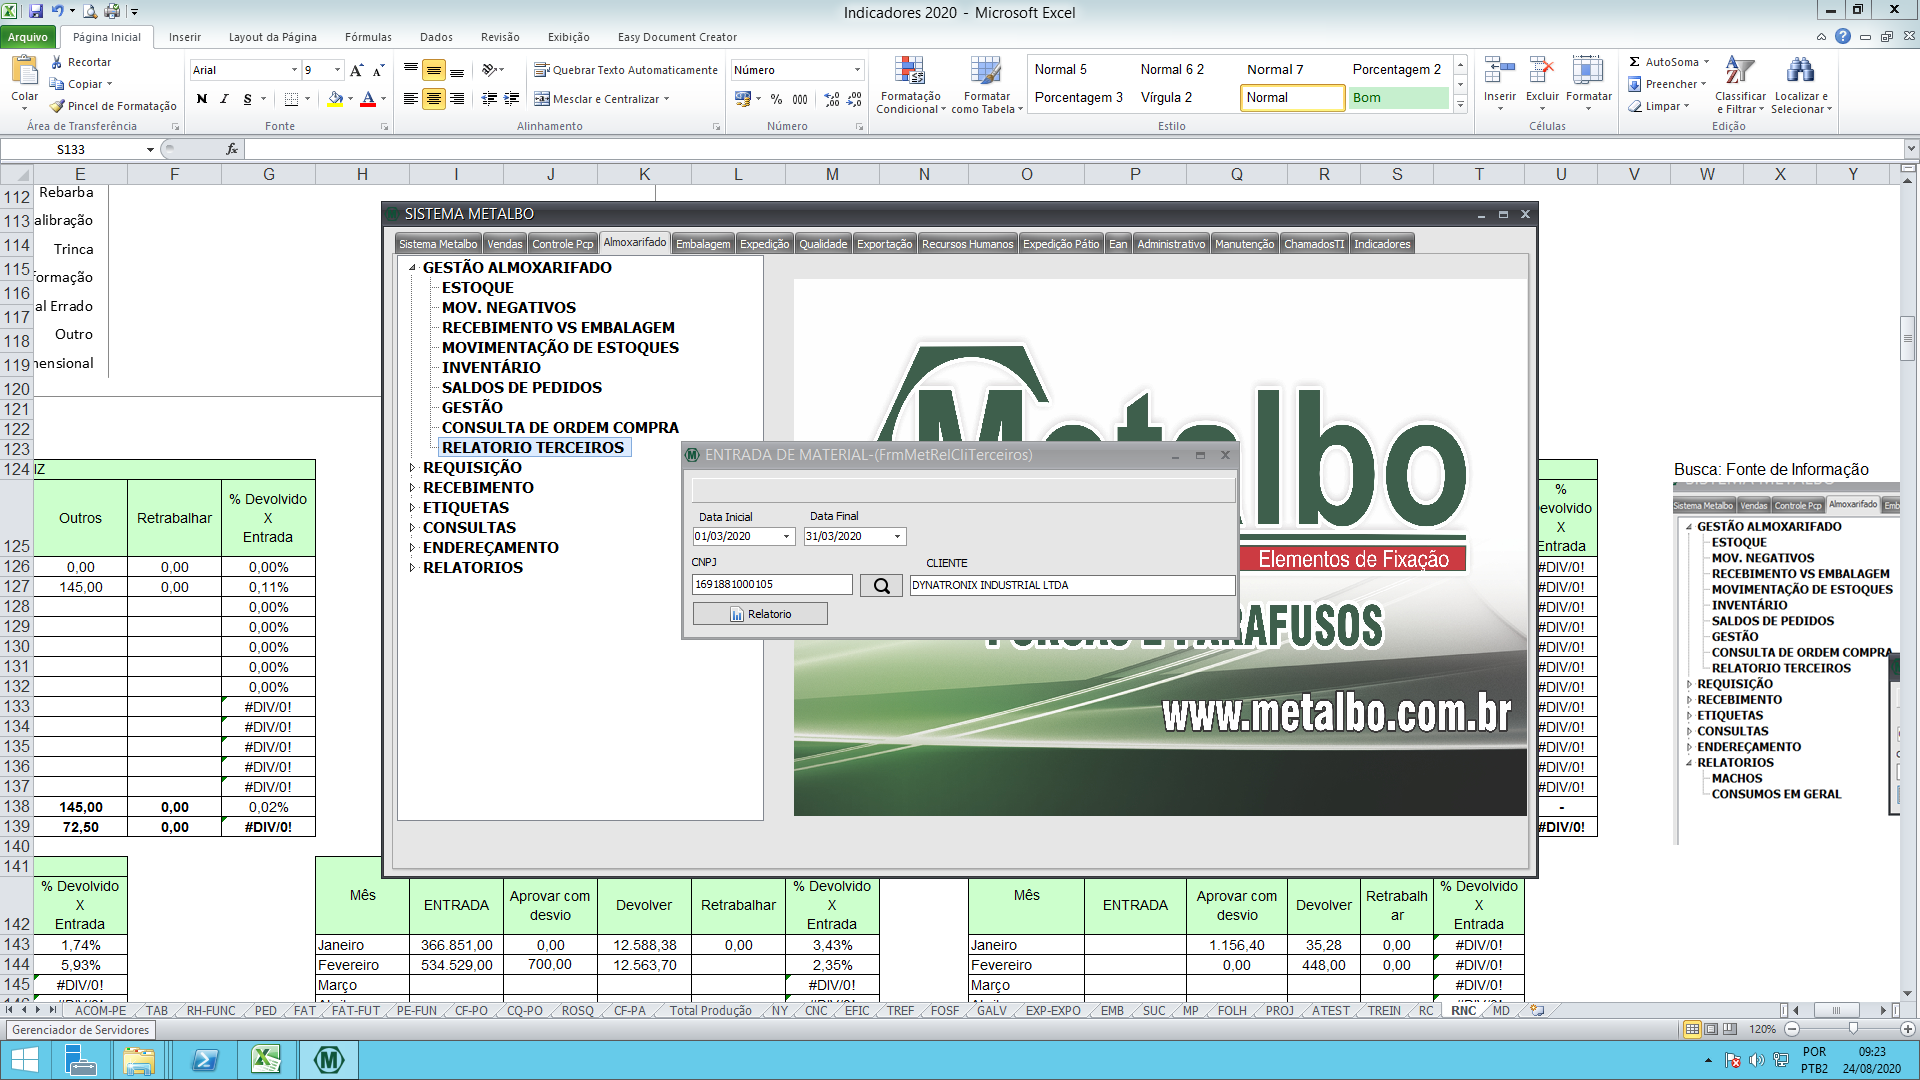 Indicadores 2020 - Microsoft Excel
Arquivo Página Inicial Inserir Layout da Página Fórmulas Dados Revisão Exibição Easy Document Creator
Colar Recortar Copiar Pincel de Formatação Área de Transferência
Arial 9 N I S Fonte
Quebrar Texto Automaticamente Mesclar e Centralizar Alinhamento
Número % 000 Número
Formatação Condicional Formatar como Tabela
Normal 5 Normal 6 2 Normal 7 Porcentagem 2
Porcentagem 3 Vírgula 2 Normal Bom
Estilo
Inserir Excluir Formatar Células
AutoSoma Preencher Limpar Classificar e Filtrar Localizar e Selecionar Edição
S133 fx
E F G H I J K L M N O P Q R S T U V W X Y
112 Rebarba
113 alibração
114 Trinca
115 formação
116 al Errado
117
118 Outro
119 nensional
120
121
122
123
124 IZ
125 Outros Retrabalhar % Devolvido X Entrada
126 0,00 0,00 0,00%
127 145,00 0,00 0,11%
128 0,00%
129 0,00%
130 0,00%
131 0,00%
132 0,00%
133 #DIV/0!
134 #DIV/0!
135 #DIV/0!
136 #DIV/0!
137 #DIV/0!
138 145,00 0,00 0,02%
139 72,50 0,00 #DIV/0!
140
141
142 % Devolvido X Entrada
143 1,74%
144 5,93%
145 #DIV/0!
SISTEMA METALBO
Sistema Metalbo Vendas Controle Pcp Almoxarifado Embalagem Expedição Qualidade Exportação Recursos Humanos Expedição Pátio Ean Administrativo Manutenção ChamadosTI Indicadores
GESTÃO ALMOXARIFADO
ESTOQUE
MOV. NEGATIVOS
RECEBIMENTO VS EMBALAGEM
MOVIMENTAÇÃO DE ESTOQUES
INVENTÁRIO
SALDOS DE PEDIDOS
GESTÃO
CONSULTA DE ORDEM COMPRA
RELATORIO TERCEIROS
REQUISIÇÃO
RECEBIMENTO
ETIQUETAS
CONSULTAS
ENDEREÇAMENTO
RELATORIOS
Metalbo
Elementos de Fixação
PARAFUSOS
www.metalbo.com.br
ENTRADA DE MATERIAL-(FrmMetRelCliTerceiros)
Data Inicial Data Final
01/03/2020 31/03/2020
CNPJ CLIENTE
1691881000105 DYNATRONIX INDUSTRIAL LTDA
Relatorio
% evolvido X Entrada
#DIV/0!
#DIV/0!
#DIV/0!
#DIV/0!
#DIV/0!
#DIV/0!
#DIV/0!
#DIV/0!
#DIV/0!
#DIV/0!
#DIV/0!
#DIV/0!
-
#DIV/0!
Busca: Fonte de Informação
Sistema Metalbo Vendas Controle Pcp Almoxarifado Emb
GESTÃO ALMOXARIFADO
ESTOQUE
MOV. NEGATIVOS
RECEBIMENTO VS EMBALAGEM
MOVIMENTAÇÃO DE ESTOQUES
INVENTÁRIO
SALDOS DE PEDIDOS
GESTÃO
CONSULTA DE ORDEM COMPRA
RELATORIO TERCEIROS
REQUISIÇÃO
RECEBIMENTO
ETIQUETAS
CONSULTAS
ENDEREÇAMENTO
RELATORIOS
MACHOS
CONSUMOS EM GERAL
Mês ENTRADA Aprovar com desvio Devolver Retrabalhar % Devolvido X Entrada
Janeiro 366.851,00 0,00 12.588,38 0,00 3,43%
Fevereiro 534.529,00 700,00 12.563,70 2,35%
Março #DIV/0!
Mês ENTRADA Aprovar com desvio Devolver Retrabalh ar % Devolvido X Entrada
Janeiro 1.156,40 35,28 0,00 #DIV/0!
Fevereiro 0,00 448,00 0,00 #DIV/0!
Março #DIV/0!
ACOM-PE TAB RH-FUNC PED FAT FAT-FUT PE-FUN CF-PO CQ-PO ROSQ CF-PA Total Produção NY CNC EFIC TREF FOSF GALV EXP-EXPO EMB SUC MP FOLH PROJ ATEST TREIN RC RNC MD
Gerenciador de Servidores
120%
POR 09:23
PTB2 24/08/2020